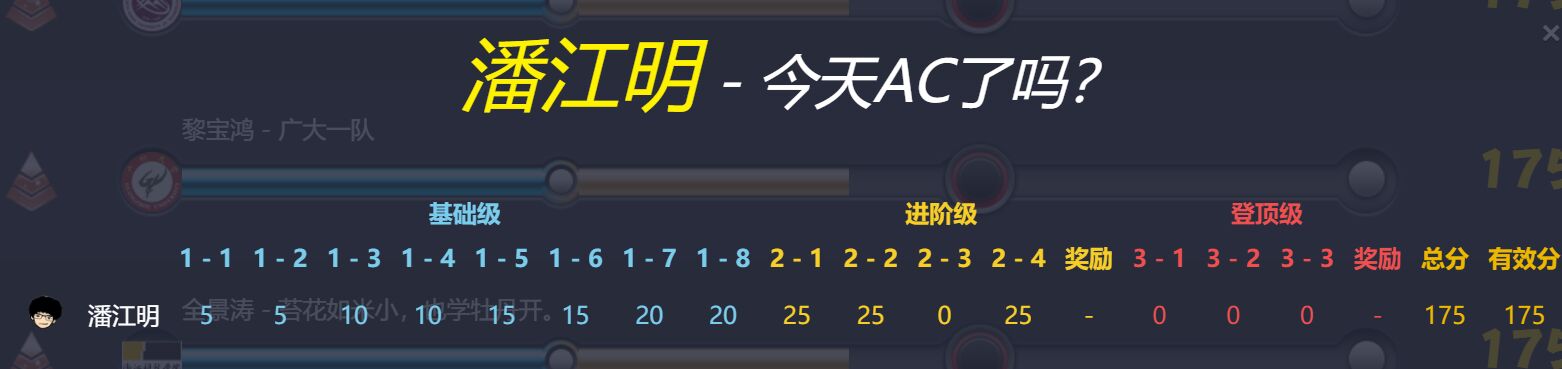 175
潘江明 - 今天AC了吗？
黎宝鸿 - 广大一队
175
基础级 进阶级 登顶级
1 - 1 1 - 2 1 - 3 1 - 4 1 - 5 1 - 6 1 - 7 1 - 8 2 - 1 2 - 2 2 - 3 2 - 4 奖励 3 - 1 3 - 2 3 - 3 奖励 总分 有效分
全景涛 - 苔花如米小，也学牡丹开。
潘江明 5 5 10 10 15 15 20 20 25 25 0 25 - 0 0 0 - 175 175
175